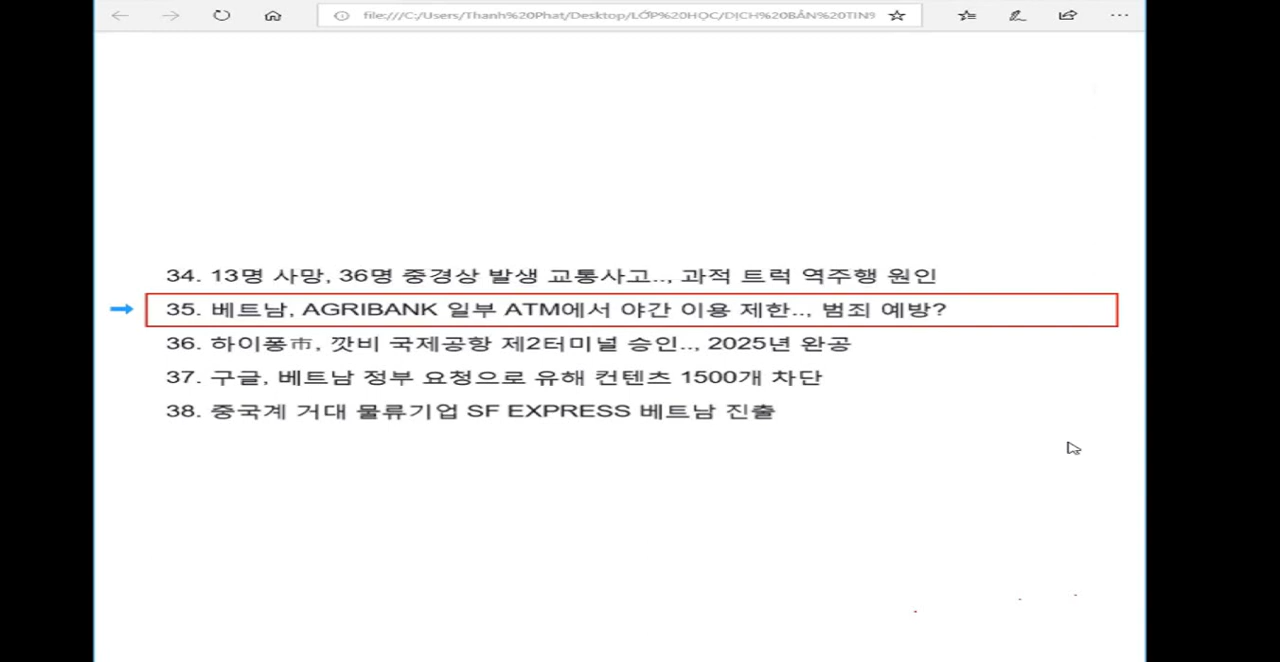 file:///C:/Users/Thanh%20Phat/Desktop/LỚP%20HỌC/DỊCH%20BẢN%20TIN%
34. 13명 사망, 36명 중경상 발생 교통사고.., 과적 트럭 역주행 원인
35. 베트남, AGRIBANK 일부 ATM에서 야간 이용 제한.., 범죄 예방?
36. 하이퐁市, 깟비 국제공항 제2터미널 승인.., 2025년 완공
37. 구글, 베트남 정부 요청으로 유해 컨텐츠 1500개 차단
38. 중국계 거대 물류기업 SF EXPRESS 베트남 진출